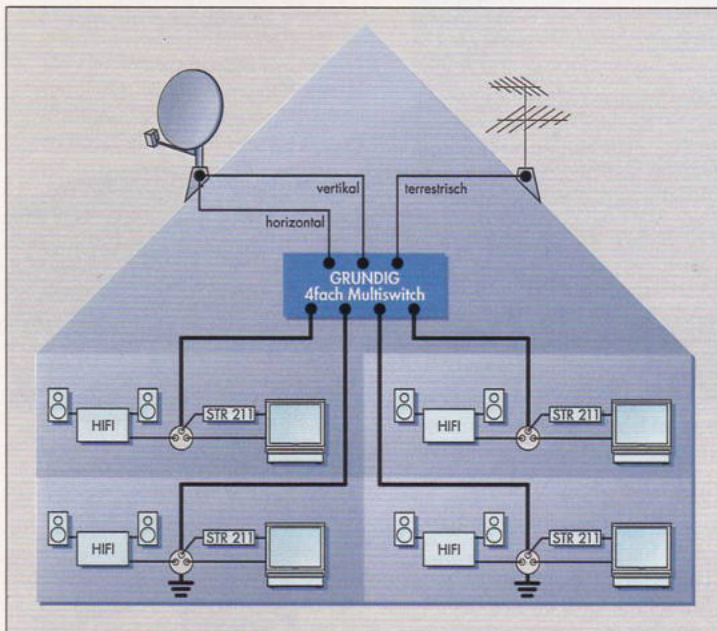 vertikal
terrestrisch
horizontal
GRUNDIG
4fach Multiswitch
HIFI
STR 211
HIFI
STR 211
HIFI
STR 211
HIFI
STR 211